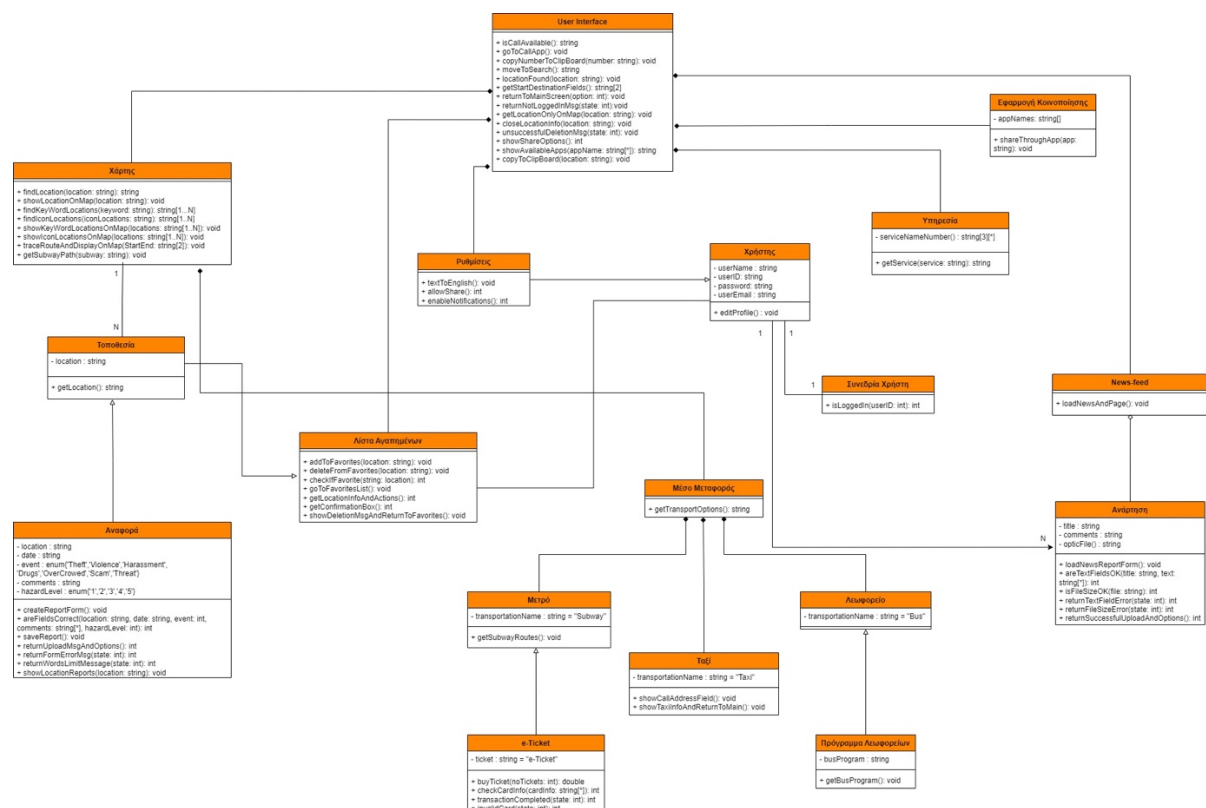 User Interface
+ isCallAvailable(): string
+ goToCallApp(): void
+ copyNumberToClipBoard(number: string): void
+ moveToSearch(): string
+ locationFound(location: string): void
+ getStartDestinationFields(): string[2]
+ returnToMainScreen(option: int): void
+ returnNotLoggedInMsg(state: int):void
+ getLocationOnlyOnMap(location: string): void
+ closeLocationInfo(location: string): void
+ unsuccessfulDeletionMsg(state: int): void
+ showShareOptions(): int
+ showAvailableApps(appName: string[*]): string
+ copyToClipBoard(location: string): void
Εφαρμογή Κοινοποίησης
- appNames: string[]
+ shareThroughApp(app:
string): void
Χάρτης
+ findLocation(location: string): string
+ showLocationOnMap(location: string): void
+ findKeyWordLocations(keyword: string): string[1...N]
+ findIconLocations(iconLocations: string): string[1..N]
+ showKeyWordLocationsOnMap(locations: string[1..N]): void
+ showIconLocationsOnMap(locations: string[1..N]): void
+ traceRouteAndDisplayOnMap(StartEnd: string[2]): void
+ getSubwayPath(subway: string): void
Υπηρεσία
- serviceNameNumber() : string[3][*]
+ getService(service: string): string
Ρυθμίσεις
+ textToEnglish(): void
+ allowShare(): int
+ enableNotifications(): int
Χρήστης
- userName : string
- userID: string
- password: string
- userEmail : string
+ editProfile() : void
1
N
1
1
Τοποθεσία
- location : string
+ getLocation(): string
1
Συνεδρία Χρήστη
+ isLoggedIn(userID: int): int
News-feed
+ loadNewsAndPage(): void
Λίστα Αγαπημένων
+ addToFavorites(location: string): void
+ deleteFromFavorites(location: string): void
+ checkIfFavorite(string: location): int
+ goToFavoritesList(): void
+ getLocationInfoAndActions(): int
+ getConfirmationBox(): int
+ showDeletionMsgAndReturnToFavorites(): void
Μέσο Μεταφοράς
+ getTransportOptions(): string
N
Ανάρτηση
- title : string
- comments : string
- opticFile() : string
+ loadNewsReportForm(): void
+ areTextFieldsOK(title: string, text:
string[*]): int
+ isFileSizeOK(file: string): int
+ returnTextFieldError(state: int): int
+ returnFileSizeError(state: int): int
+ returnSuccessfulUploadAndOptions(): int
Αναφορά
- location : string
- date : string
- event : enum{'Theft','Violence','Harassment',
'Drugs','OverCrowed','Scam','Threat'}
- comments : string
- hazardLevel : enum{'1','2','3','4','5'}
+ createReportForm(): void
+ areFieldsCorrect(location: string, date: string, event: int,
comments: string[*], hazardLevel: int): int
+ saveReport(): void
+ returnUploadMsgAndOptions(): int
+ returnFormErrorMsg(state: int): int
+ returnWordsLimitMessage(state: int): int
+ showLocationReports(location: string): void
Μετρό
- transportationName : string = "Subway"
+ getSubwayRoutes(): void
Λεωφορείο
- transportationName : string = "Bus"
Ταξί
- transportationName : string = "Taxi"
+ showCallAddressField(): void
+ showTaxiInfoAndReturnToMain(): void
e-Ticket
- ticket : string = "e-Ticket"
+ buyTicket(noTickets: int): double
+ checkCardInfo(cardInfo: string[*]): int
+ transactionCompleted(state: int): int
Πρόγραμμα Λεωφορείων
- busProgram : string
+ getBusProgram(): void